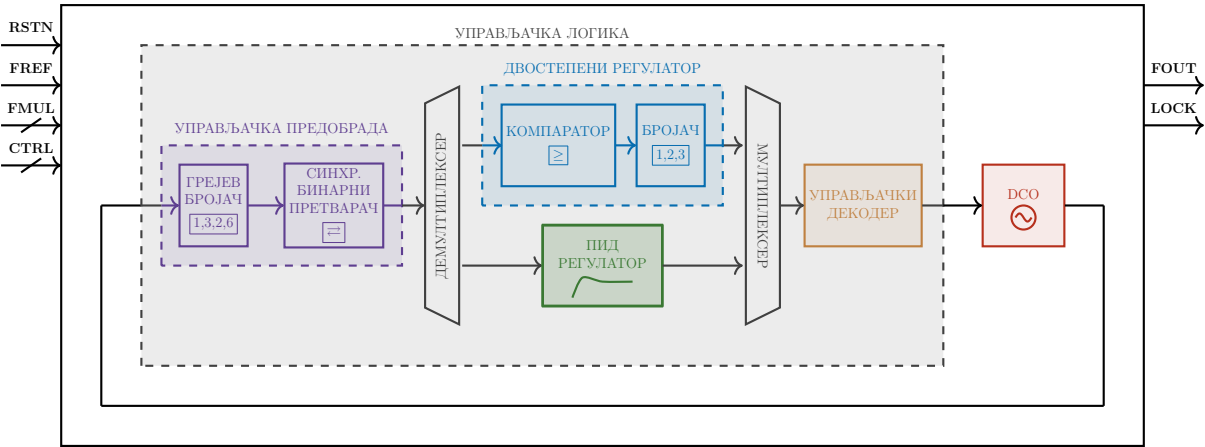 RSTN
FREF
FMUL
CTRL
УПРАВЉАЧКА ЛОГИКА
УПРАВЉАЧКА ПРЕДОБРАДА
ГРЕЈЕВ
БРОЈАЧ
1,3,2,6
СИНХР.
БИНАРНИ
ПРЕТВАРАЧ
⇄
ДЕМУЛТИПЛЕКСЕР
ДВОСТЕПЕНИ РЕГУЛАТОР
КОМПАРАТОР
≥
БРОЈАЧ
1,2,3
ПИД
РЕГУЛАТОР
МУЛТИПЛЕКСЕР
УПРАВЉАЧКИ
ДЕКОДЕР
DCO
FOUT
LOCK